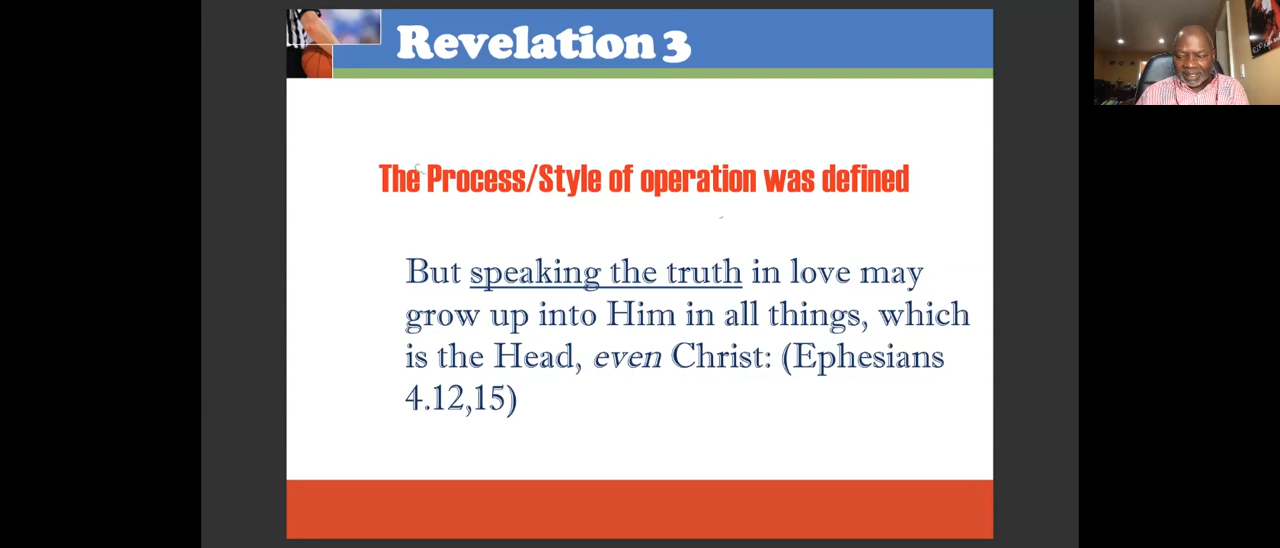 Revelation 3
The Process/Style of operation was defined
But speaking the truth in love may
grow up into Him in all things, which
is the Head, even Christ: (Ephesians
4.12,15)